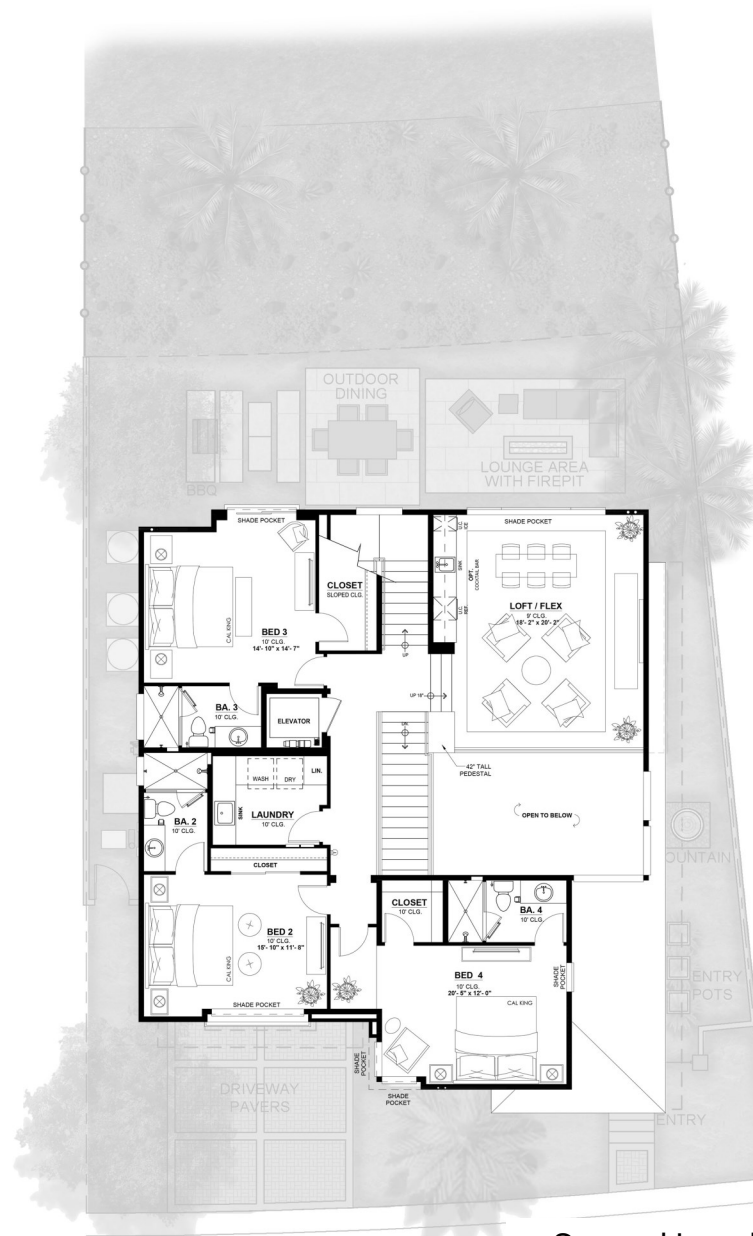 OUTDOOR
DINING
LOUNGE AREA
WITH FIREPIT
BBQ
SHADE POCKET
SHADE POCKET
U.C.
ICE
SINK
OPT.
COCKTAIL BAR
U.C.
REF.
CLOSET
SLOPED CLG.
LOFT / FLEX
9' CLG.
18'- 2" x 20'- 2"
CAL KING
BED 3
10' CLG.
14'- 10" x 14'- 7"
UP
UP 18"
BA. 3
10' CLG.
ELEVATOR
42" TALL
PEDESTAL
WASH
DRY
LIN.
SINK
LAUNDRY
10' CLG.
BA. 2
10' CLG.
OPEN TO BELOW
CLOSET
CLOSET
10' CLG.
BA. 4
10' CLG.
CAL KING
BED 2
10' CLG.
15'- 10" x 11'- 8"
SHADE POCKET
BED 4
10' CLG.
20'- 5" x 12'- 0"
CAL KING
SHADE
POCKET
ENTRY
POTS
SHADE
POCKET
SHADE
POCKET
DRIVEWAY
PAVERS
ENTRY